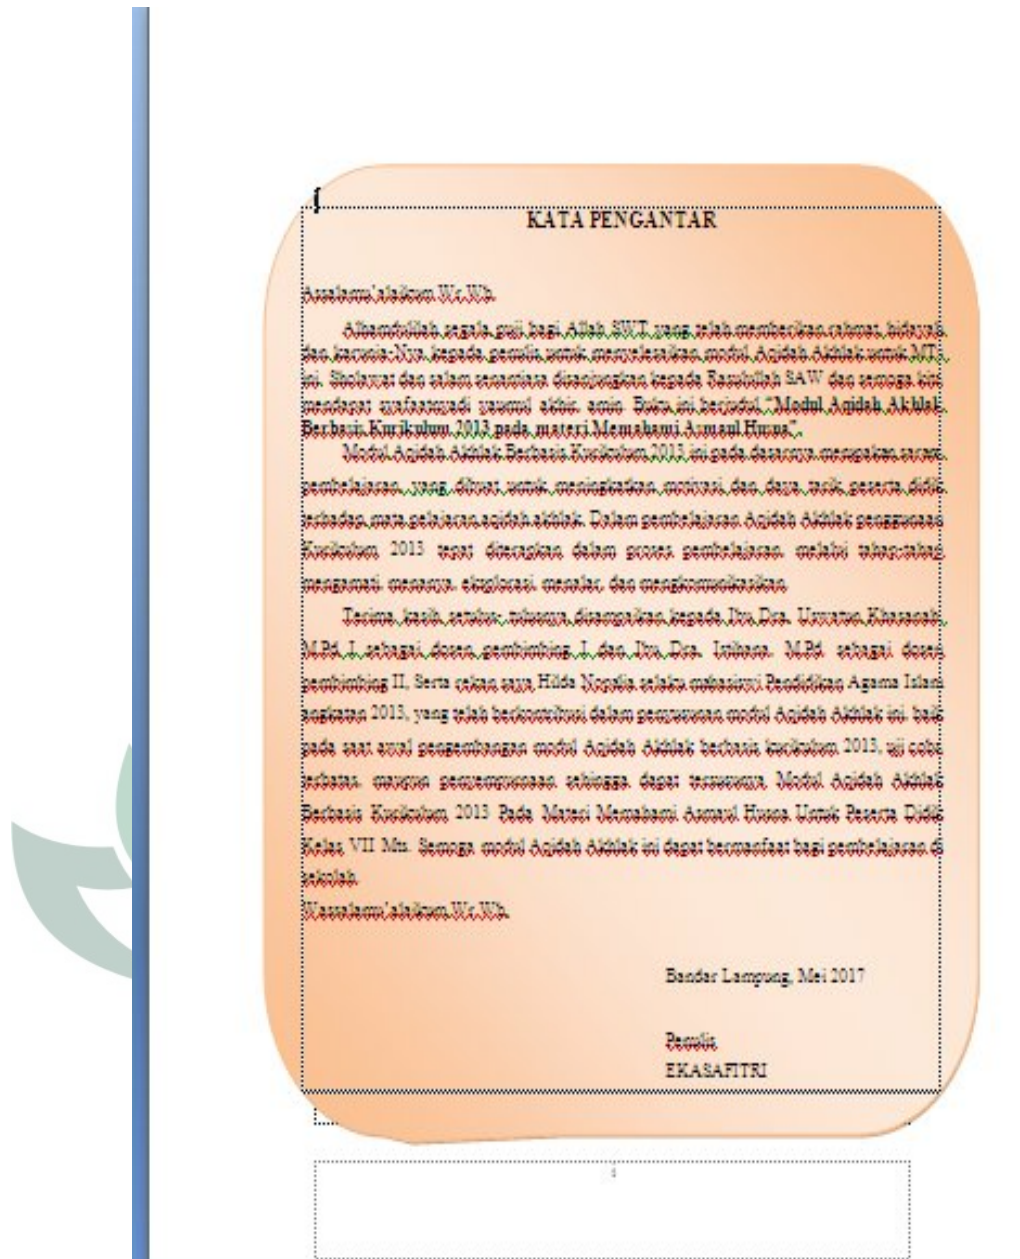 KATA PENGANTAR
Assalamu'alaikum Wr. Wb.
Alhamdulillah segala puji bagi Allah SWT yang telah memberikan rahmat, hidayah
dan karunia-Nya kepada penulis untuk menyelesaikan modul Aqidah Akhlak untuk MTs
ini. Sholawat dan salam senantiasa disanjungkan kepada Rasulullah SAW dan semoga kita
mendapat syafaatnyadi yaumul akhir, amin. Buku ini berjudul "Modul Aqidah Akhlak
Berbasis Kurikulum 2013 pada materi Memahami Asmaul Husna".
Modul Aqidah Akhlak Berbasis Kurikulum 2013 ini pada dasarnya merupakan sarana
pembelajaran, yang dibuat untuk meningkatkan motivasi dan daya tarik peserta didik
terhadap mata pelajaran aqidah akhlak. Dalam pembelajaran Aqidah Akhlak penggunaan
Kurikulum 2013 tepat diterapkan dalam proses pembelajaran, melalui tahap-tahap
mengamati, menanya, eksplorasi, menalar, dan mengkomunikasikan.
Terima kasih setulus- tulusnya disampaikan kepada Ibu Dra. Uswatun Khasanah,
M.Pd.I sebagai dosen pembimbing I dan Ibu Dra. Istihana, M.Pd. sebagai dosen
pembimbing II, Serta rekan saya Hilda Nopalia selaku mahasiswi Pendidikan Agama Islam
angkatan 2013, yang telah berkontribusi dalam penyusunan modul Aqidah Akhlak ini, baik
pada saat awal pengembangan modul Aqidah Akhlak berbasis kurikulum 2013, uji coba
terbatas, maupun penyempurnaan sehingga dapat tersusunya Modul Aqidah Akhlak
Berbasis Kurikulum 2013 Pada Materi Memahami Asmaul Husna Untuk Peserta Didik
Kelas VII Mts. Semoga modul Aqidah Akhlak ini dapat bermanfaat bagi pembelajaran di
sekolah.
Wassalamu'alaikum Wr. Wb.
Bandar Lampung, Mei 2017
Penulis
EKASAFITRI